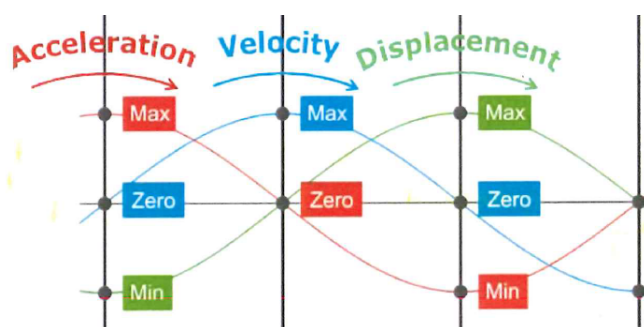 Acceleration Velocity Displacement
Max Max Max
Zero Zero Zero
Min Min